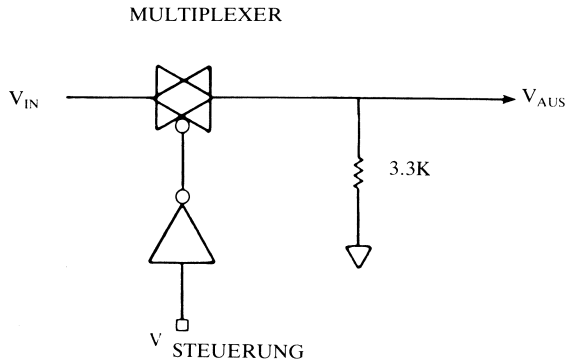 MULTIPLEXER
V_IN
V_AUS
3.3K
V STEUERUNG